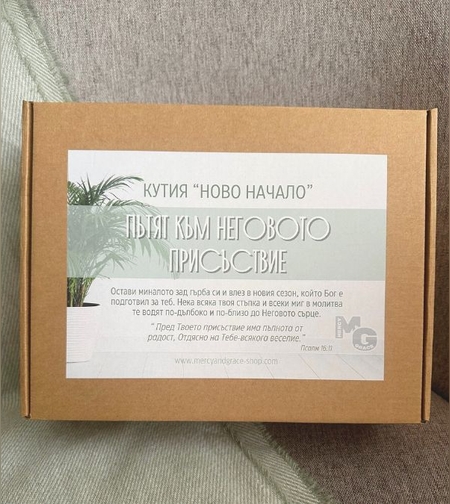 КУТИЯ “НОВО НАЧАЛО”
ПЪТЯТ КЪМ НЕГОВОТО
ПРИСЪСТВИЕ
Остави миналото зад гърба си и влез в новия сезон, който Бог е
подготвил за теб. Нека всяка твоя стъпка и всеки миг в молитва
те водят по-дълбоко и по-близо до Неговото сърце.
“ Пред Твоето присъствие има пълнота от
радост, Отдясно на Тебе-всякога веселие.”
Псалм 16:11
MG
www.mercyandgrace-shop.com